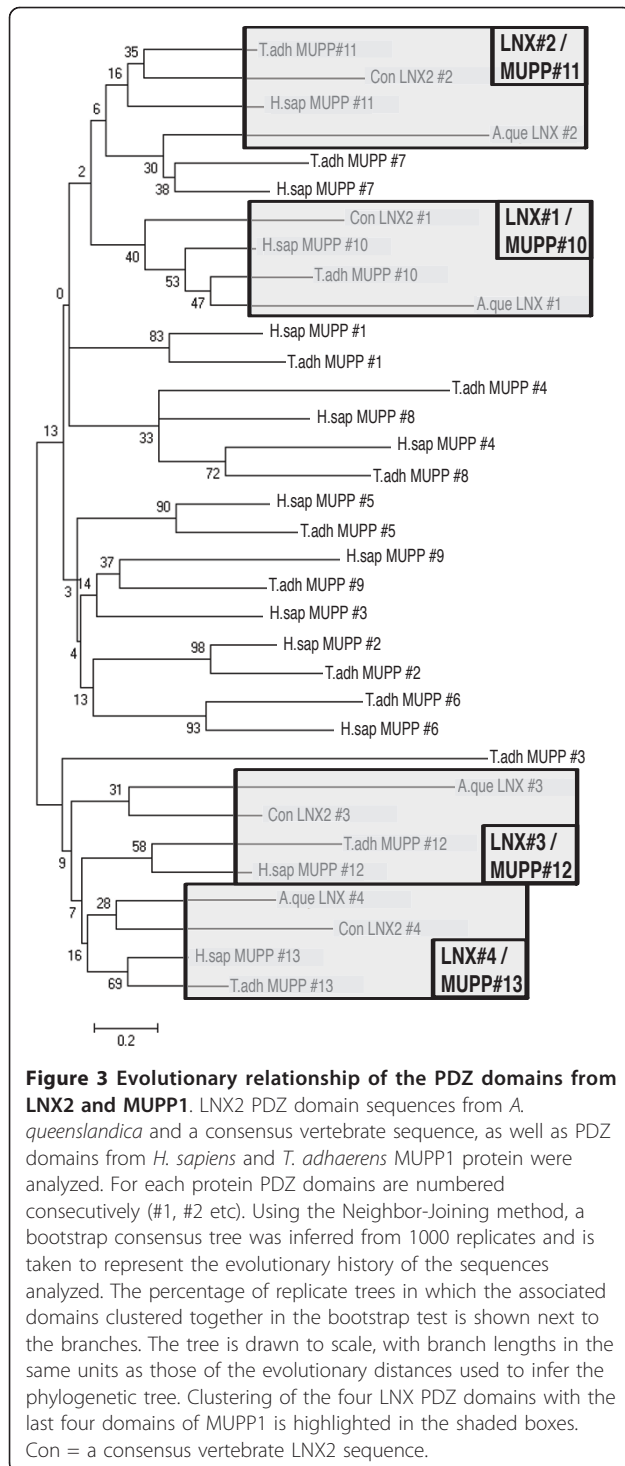 35
T.adh MUPP#11
LNX#2 /
MUPP#11
16
Con LNX2 #2
6
H.sap MUPP #11
A.que LNX #2
30
T.adh MUPP #7
38
H.sap MUPP #7
2
Con LNX2 #1
LNX#1 /
MUPP#10
40
H.sap MUPP #10
53
T.adh MUPP #10
47
A.que LNX #1
0
83
H.sap MUPP #1
T.adh MUPP #1
T.adh MUPP #4
13
33
H.sap MUPP #8
H.sap MUPP #4
72
T.adh MUPP #8
90
H.sap MUPP #5
T.adh MUPP #5
37
H.sap MUPP #9
3
14
T.adh MUPP #9
H.sap MUPP #3
4
98
H.sap MUPP #2
T.adh MUPP #2
13
T.adh MUPP #6
93
H.sap MUPP #6
T.adh MUPP #3
31
A.que LNX #3
Con LNX2 #3
9
58
T.adh MUPP #12
LNX#3 /
MUPP#12
H.sap MUPP #12
7
28
A.que LNX #4
Con LNX2 #4
16
H.sap MUPP #13
LNX#4 /
MUPP#13
69
T.adh MUPP #13
0.2
Figure 3 Evolutionary relationship of the PDZ domains from
LNX2 and MUPP1. LNX2 PDZ domain sequences from A.
queenslandica and a consensus vertebrate sequence, as well as PDZ
domains from H. sapiens and T. adhaerens MUPP1 protein were
analyzed. For each protein PDZ domains are numbered
consecutively (#1, #2 etc). Using the Neighbor-Joining method, a
bootstrap consensus tree was inferred from 1000 replicates and is
taken to represent the evolutionary history of the sequences
analyzed. The percentage of replicate trees in which the associated
domains clustered together in the bootstrap test is shown next to
the branches. The tree is drawn to scale, with branch lengths in the
same units as those of the evolutionary distances used to infer the
phylogenetic tree. Clustering of the four LNX PDZ domains with the
last four domains of MUPP1 is highlighted in the shaded boxes.
Con = a consensus vertebrate LNX2 sequence.